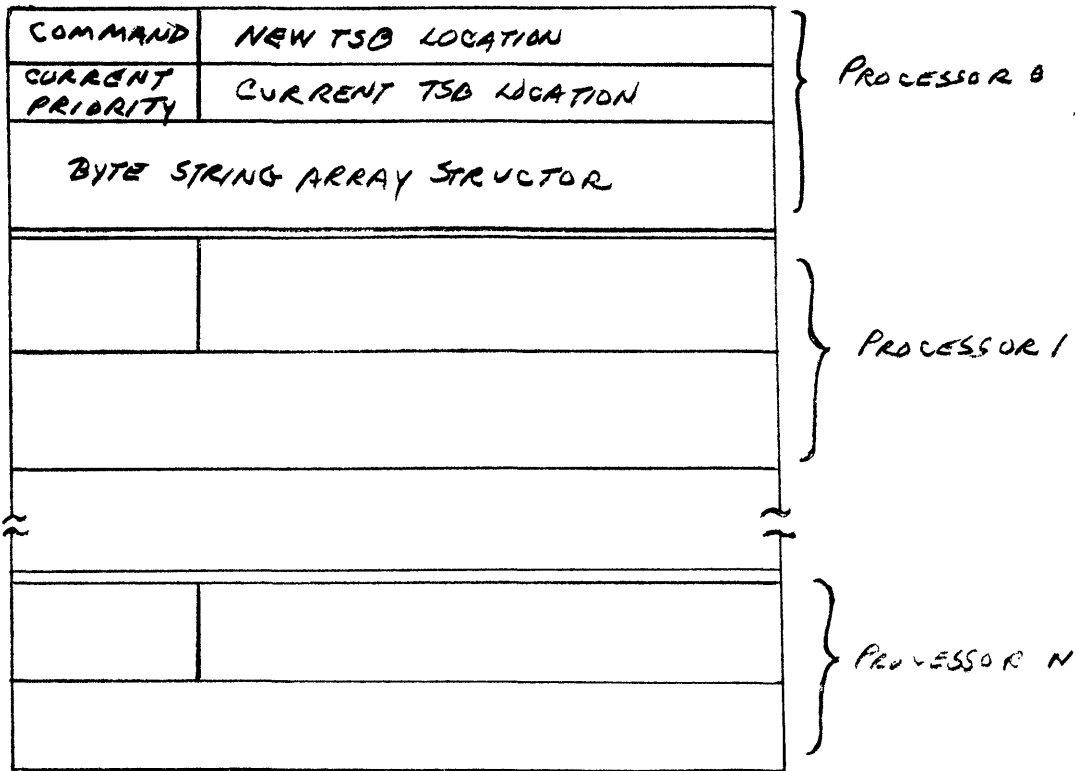 COMMAND NEW TSB LOCATION
PROCESSOR 0
CURRENT PRIORITY CURRENT TSB LOCATION
BYTE STRING ARRAY STRUCTOR
PROCESSOR 1
PROCESSOR N